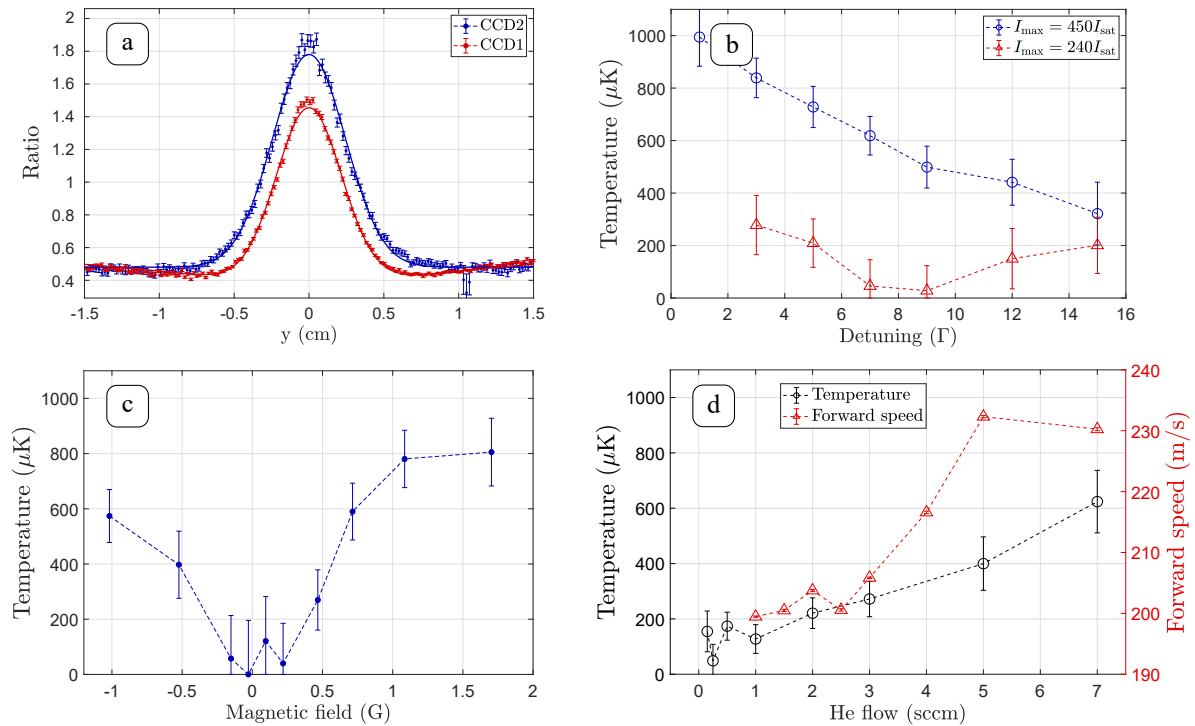 a
2
1.8
1.6
1.4
1.2
1
0.8
0.6
0.4
Ratio
CCD2
CCD1
-1.5 -1 -0.5 0 0.5 1 1.5
y (cm)
b
1000
800
600
400
200
0
Temperature (μK)
I_max = 450I_sat
I_max = 240I_sat
0 2 4 6 8 10 12 14 16
Detuning (Γ)
c
1000
800
600
400
200
0
Temperature (μK)
-1 -0.5 0 0.5 1 1.5 2
Magnetic field (G)
d
1000
800
600
400
200
0
Temperature (μK)
Temperature
Forward speed
240
230
220
210
200
190
Forward speed (m/s)
0 1 2 3 4 5 6 7
He flow (sccm)